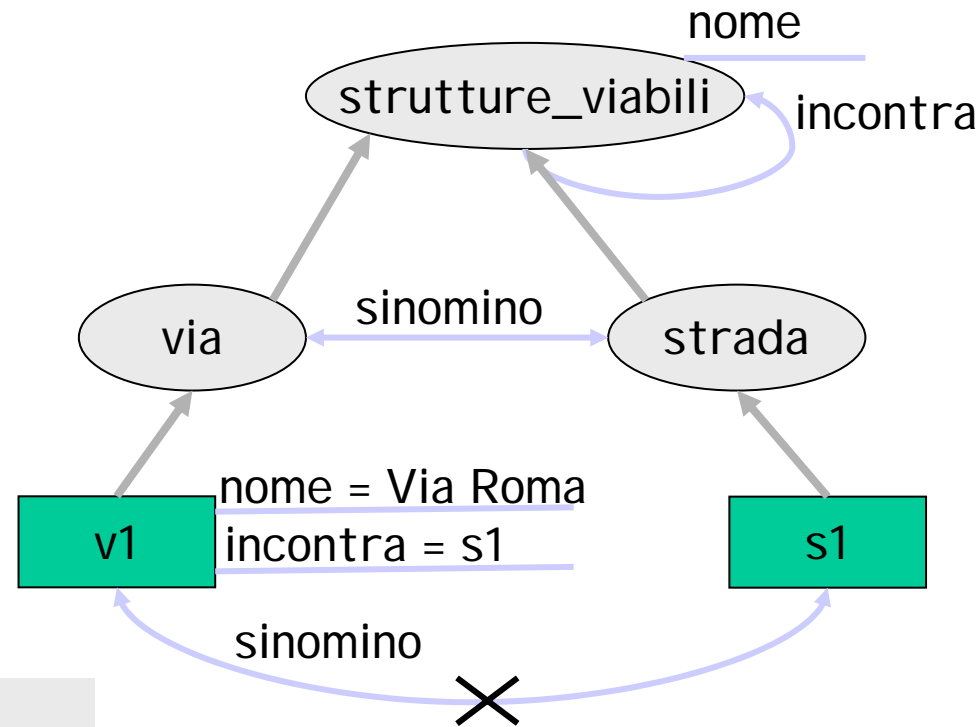 nome
strutture_viabili
incontra
sinomino
via
strada
nome = Via Roma
v1
incontra = s1
s1
sinomino